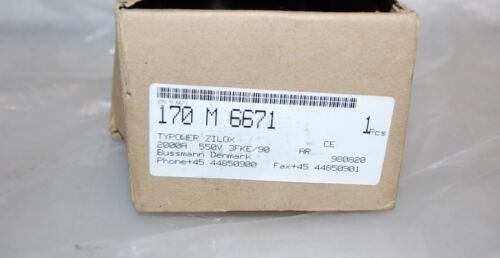 170 M 6671 1 Pcs
TYPOWER ZILOX CE
2000A 550V 3FKE/90 AR
Bussmann Denmark 980820
Phone+45 44850900 Fax+45 44850901